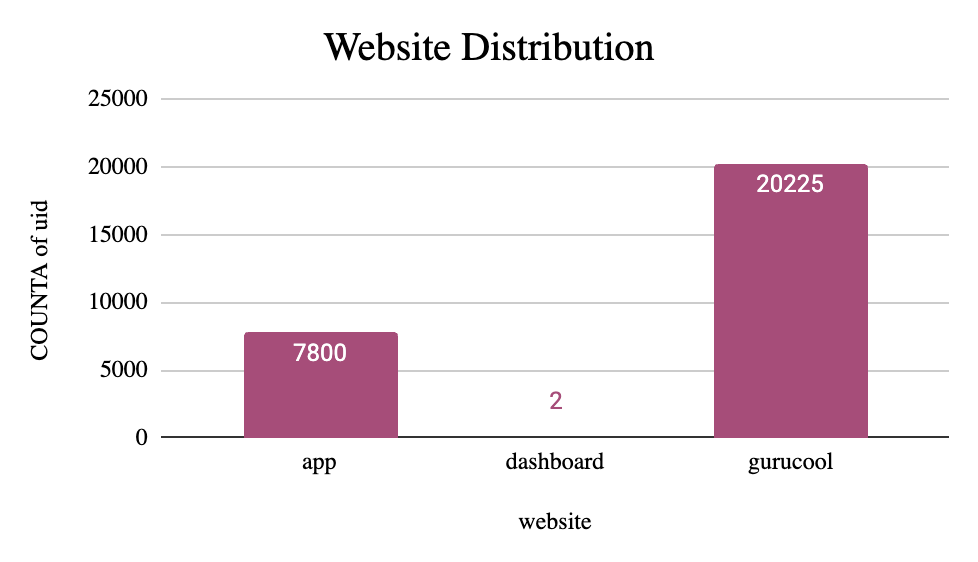 Website Distribution
25000
20000
15000
10000
5000
0
COUNTA of uid
7800
2
20225
app
dashboard
gurucool
website